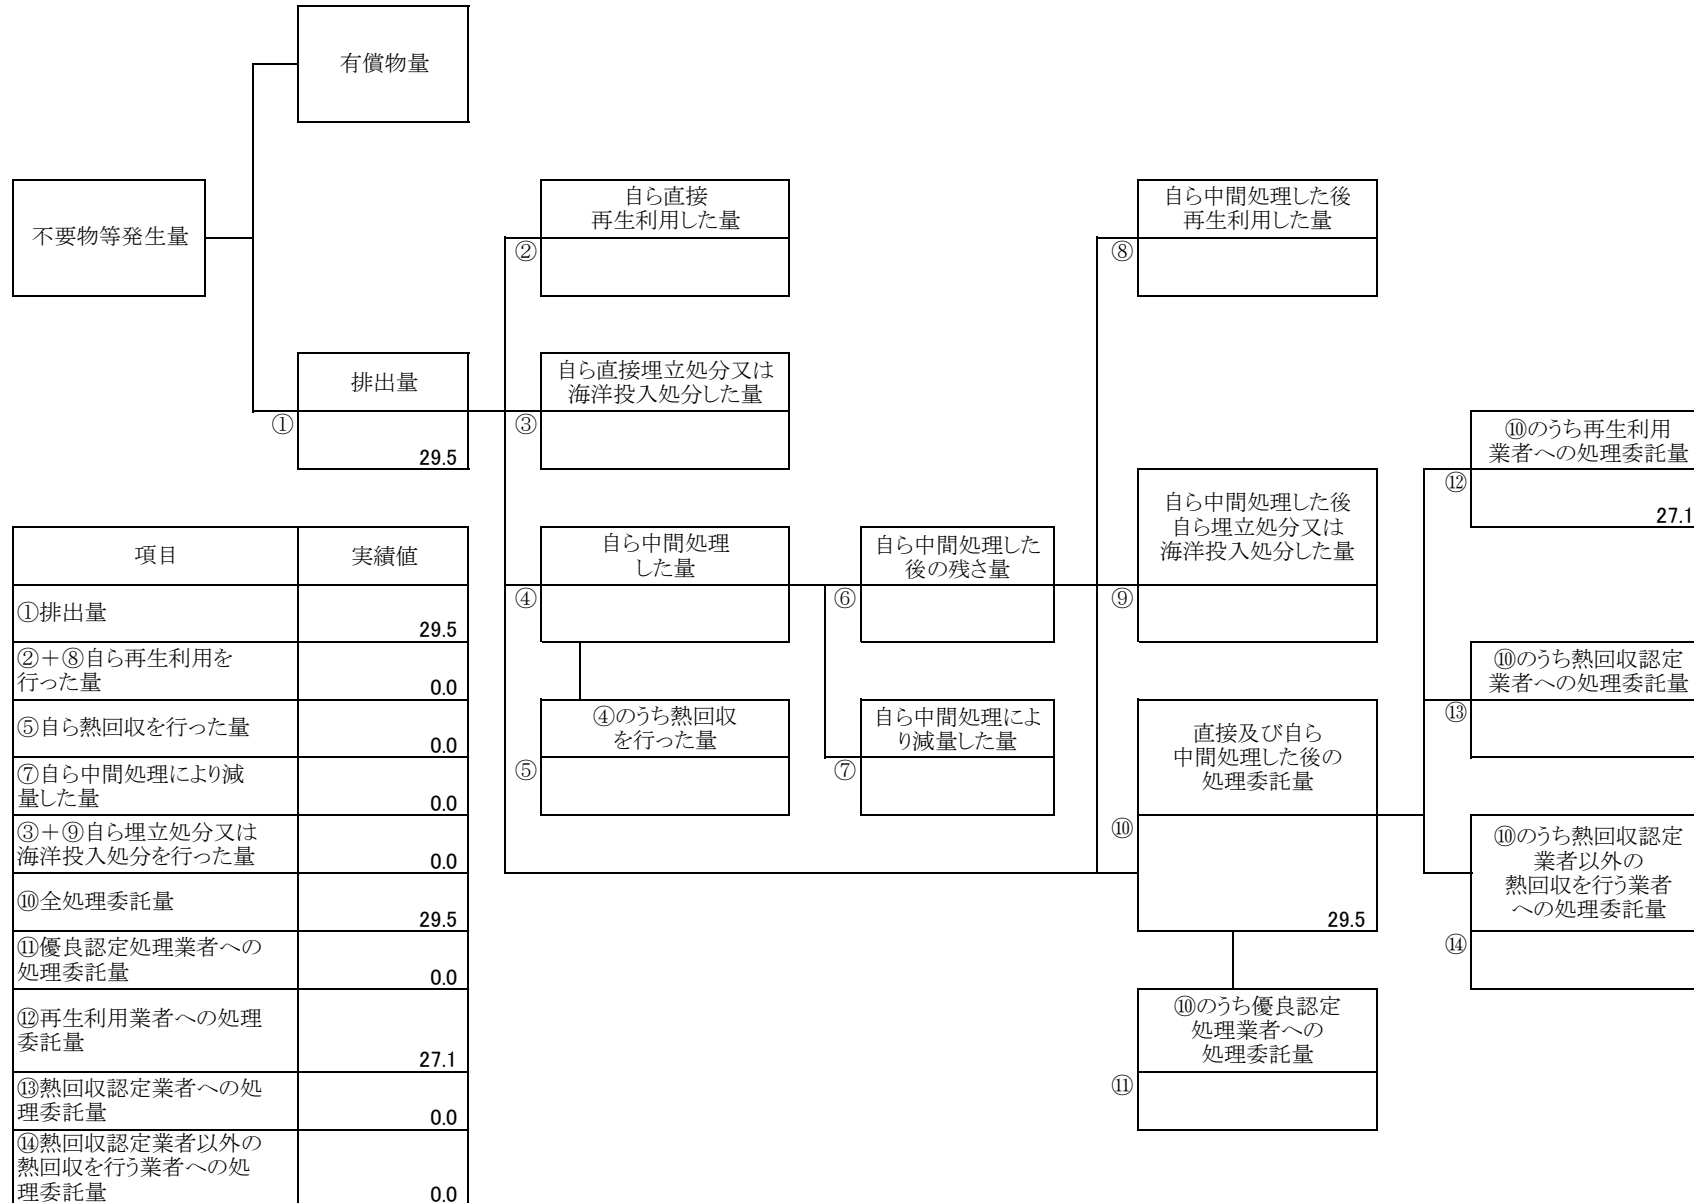 有償物量
不要物等発生量
自ら直接
再生利用した量
②
自ら中間処理した後
再生利用した量
⑧
排出量
①
29.5
自ら直接埋立処分又は
海洋投入処分した量
③
⑩のうち再生利用
業者への処理委託量
⑫
27.1
自ら中間処理した後
自ら埋立処分又は
海洋投入処分した量
⑨
自ら中間処理
した量
④
自ら中間処理した
後の残さ量
⑥
④のうち熱回収
を行った量
⑤
自ら中間処理によ
り減量した量
⑦
直接及び自ら
中間処理した後の
処理委託量
⑩
29.5
⑩のうち熱回収認定
業者への処理委託量
⑬
⑩のうち熱回収認定
業者以外の
熱回収を行う業者
への処理委託量
⑭
⑩のうち優良認定
処理業者への
処理委託量
⑪
項目 実績値
①排出量
29.5
②＋⑧自ら再生利用を
行った量
0.0
⑤自ら熱回収を行った量
0.0
⑦自ら中間処理により減
量した量
0.0
③＋⑨自ら埋立処分又は
海洋投入処分を行った量
0.0
⑩全処理委託量
29.5
⑪優良認定処理業者への
処理委託量
0.0
⑫再生利用業者への処理
委託量
27.1
⑬熱回収認定業者への処
理委託量
0.0
⑭熱回収認定業者以外の
熱回収を行う業者への処
理委託量
0.0